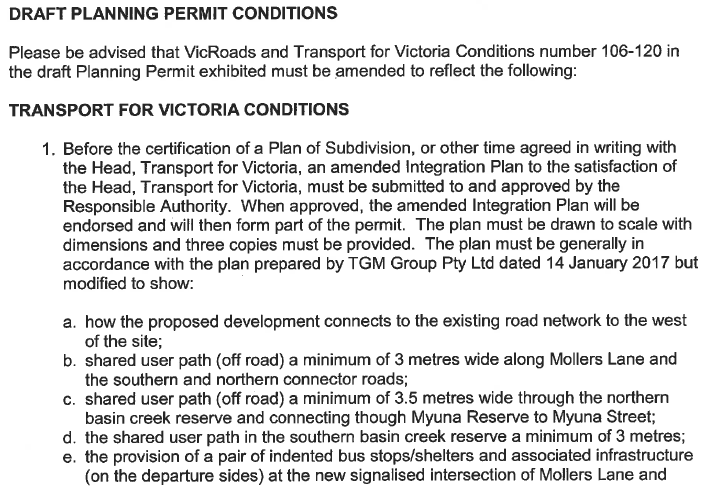 DRAFT PLANNING PERMIT CONDITIONS
Please be advised that VicRoads and Transport for Victoria Conditions number 106-120 in
the draft Planning Permit exhibited must be amended to reflect the following:
TRANSPORT FOR VICTORIA CONDITIONS
1. Before the certification of a Plan of Subdivision, or other time agreed in writing with
the Head, Transport for Victoria, an amended Integration Plan to the satisfaction of
the Head, Transport for Victoria, must be submitted to and approved by the
Responsible Authority. When approved, the amended Integration Plan will be
endorsed and will then form part of the permit. The plan must be drawn to scale with
dimensions and three copies must be provided. The plan must be generally in
accordance with the plan prepared by TGM Group Pty Ltd dated 14 January 2017 but
modified to show:
a. how the proposed development connects to the existing road network to the west
of the site;
b. shared user path (off road) a minimum of 3 metres wide along Mollers Lane and
the southern and northern connector roads;
c. shared user path (off road) a minimum of 3.5 metres wide through the northern
basin creek reserve and connecting though Myuna Reserve to Myuna Street;
d. the shared user path in the southern basin creek reserve a minimum of 3 metres;
e. the provision of a pair of indented bus stops/shelters and associated infrastructure
(on the departure sides) at the new signalised intersection of Mollers Lane and